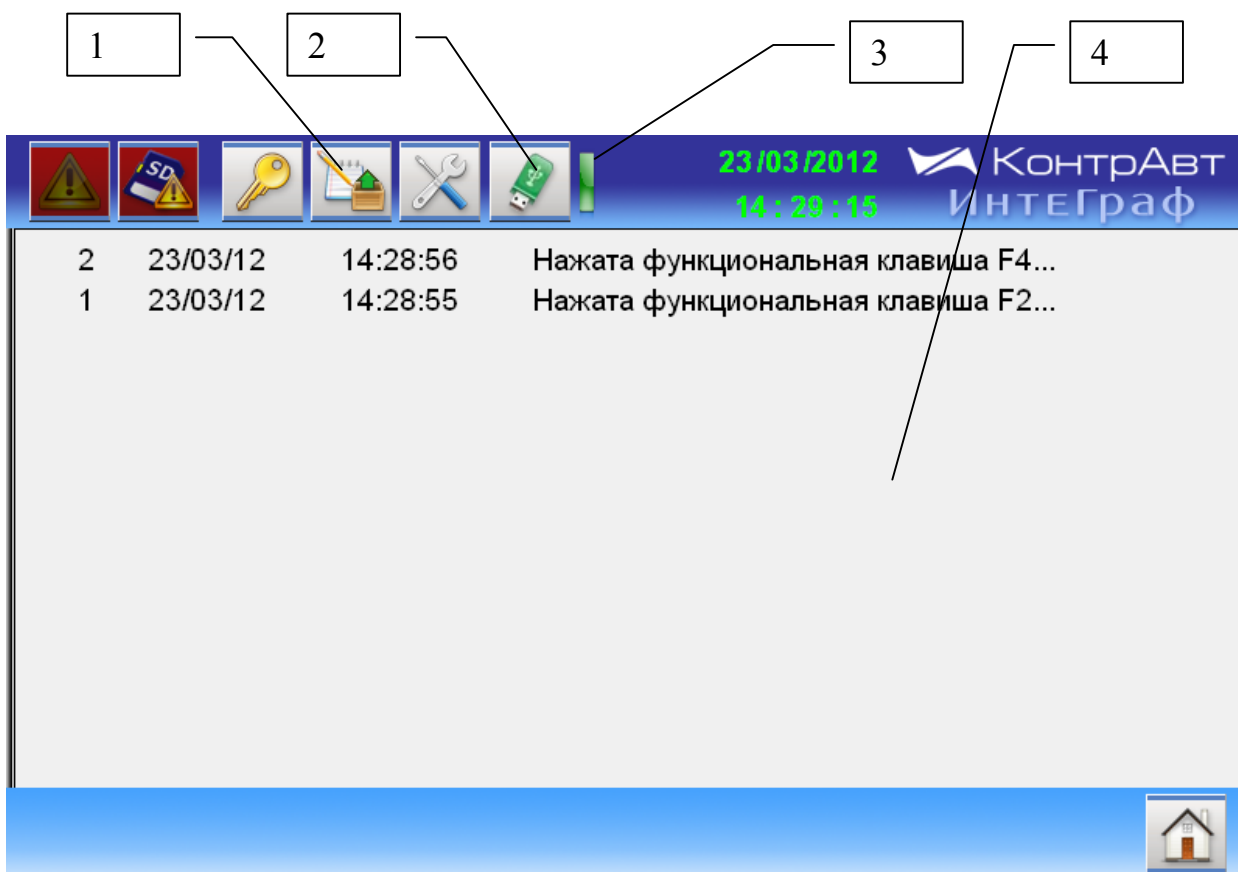 1 2 3 4
SD
23/03/2012 КонтрАвт
14:29:15 ИнтеГраф
2 23/03/12 14:28:56 Нажата функциональная клавиша F4...
1 23/03/12 14:28:55 Нажата функциональная клавиша F2...